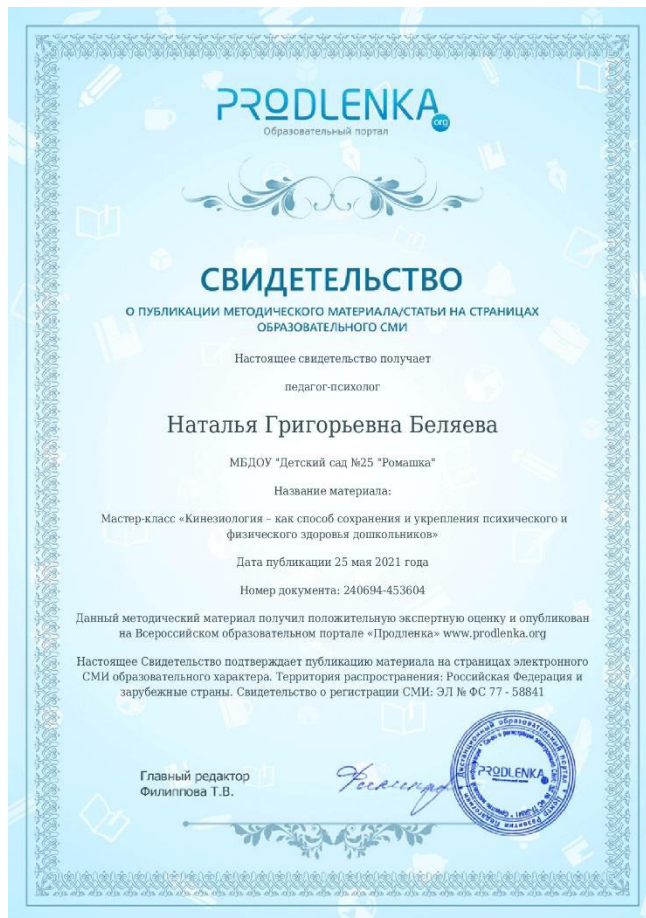 PRODLENKA
org
Образовательный портал
СВИДЕТЕЛЬСТВО
О ПУБЛИКАЦИИ МЕТОДИЧЕСКОГО МАТЕРИАЛА/СТАТЬИ НА СТРАНИЦАХ
ОБРАЗОВАТЕЛЬНОГО СМИ
Настоящее свидетельство получает
педагог-психолог
Наталья Григорьевна Беляева
МБДОУ "Детский сад №25 "Ромашка"
Название материала:
Мастер-класс «Кинезиология – как способ сохранения и укрепления психического и
физического здоровья дошкольников»
Дата публикации 25 мая 2021 года
Номер документа: 240694-453604
Данный методический материал получил положительную экспертную оценку и опубликован
на Всероссийском образовательном портале «Продленка» www.prodlenka.org
Настоящее Свидетельство подтверждает публикацию материала на страницах электронного
СМИ образовательного характера. Территория распространения: Российская Федерация и
зарубежные страны. Свидетельство о регистрации СМИ: ЭЛ № ФС 77 - 58841
Главный редактор
Филиппова Т.В.
PRODLENKA